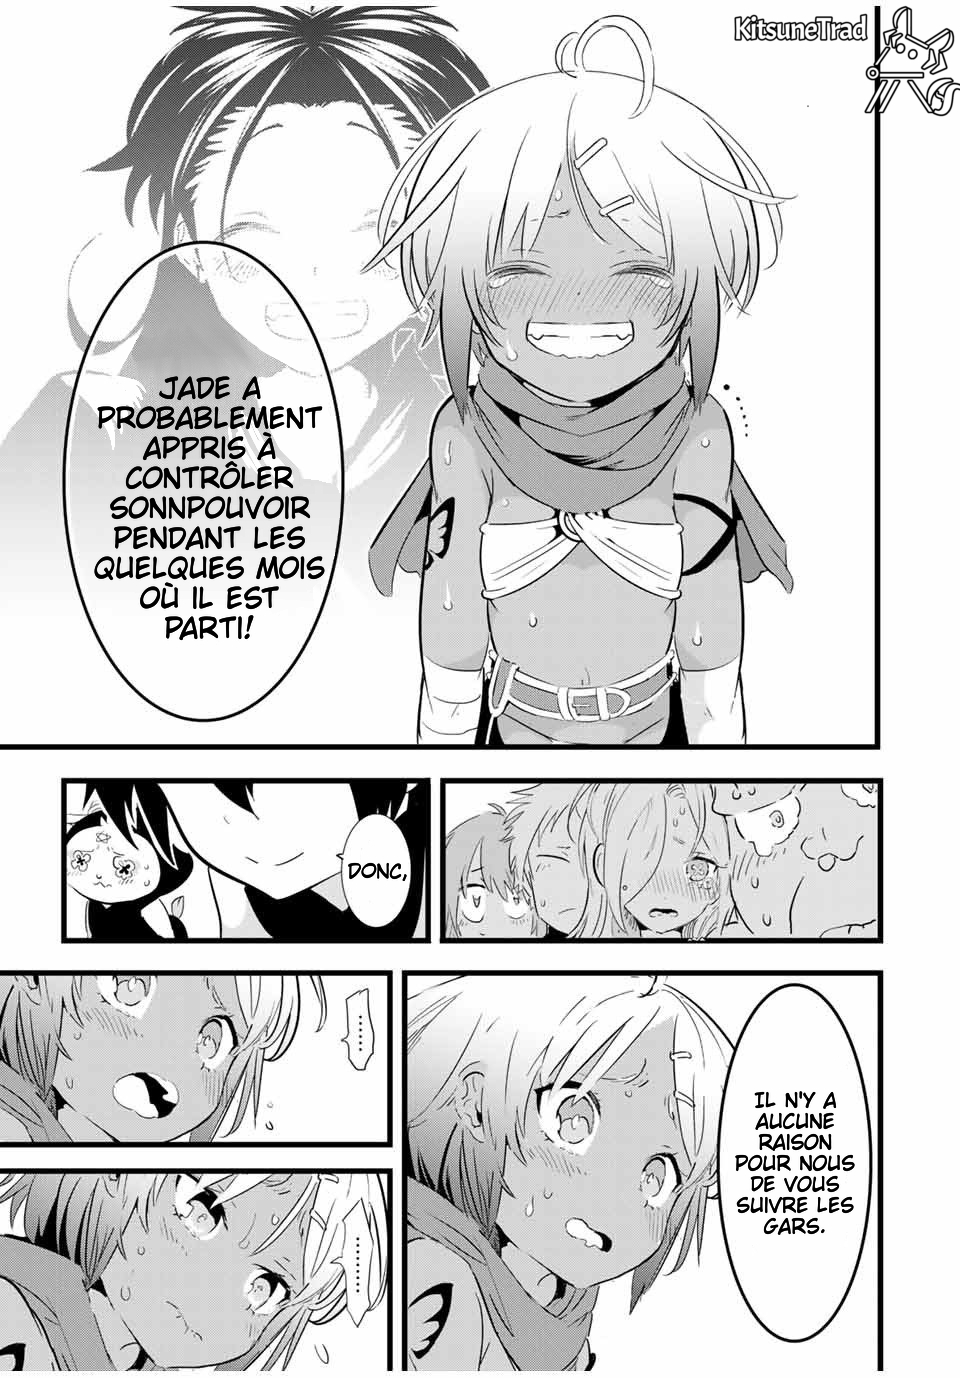 KitsuneTrad
JADE A
PROBABLEMENT
APPRIS À
CONTRÔLER
SONNPOUVOIR
PENDANT LES
QUELQUES MOIS
OÙ IL EST
PARTI!
DONC,
IL N'Y A
AUCUNE
RAISON
POUR NOUS
DE VOUS
SUIVRE LES
GARS.